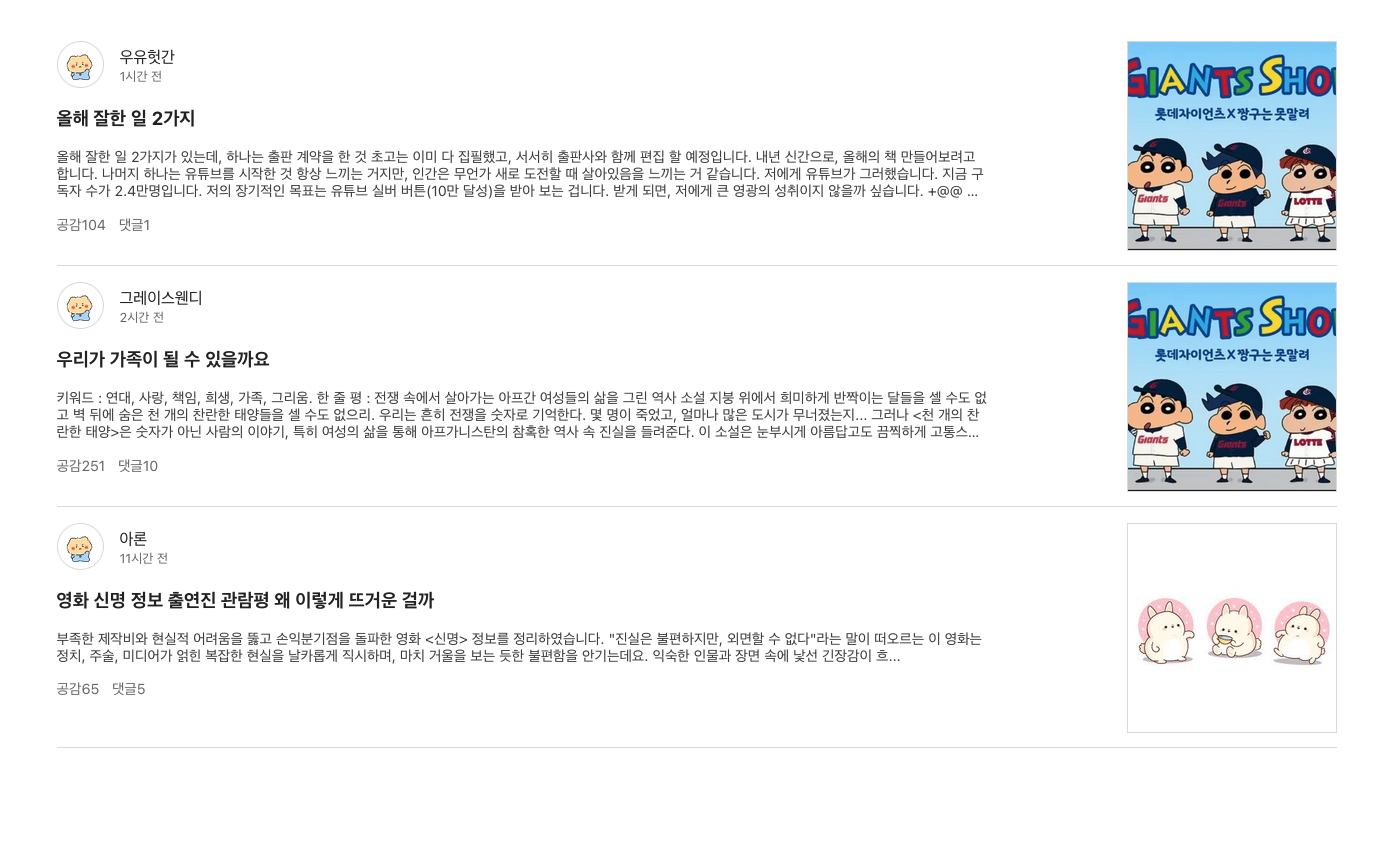 우유헛간
1시간 전
올해 잘한 일 2가지
올해 잘한 일 2가지가 있는데, 하나는 출판 계약을 한 것 초고는 이미 다 집필했고, 서서히 출판사와 함께 편집 할 예정입니다. 내년 신간으로, 올해의 책 만들어보려고
합니다. 나머지 하나는 유튜브를 시작한 것 항상 느끼는 거지만, 인간은 무언가 새로 도전할 때 살아있음을 느끼는 거 같습니다. 저에게 유튜브가 그러했습니다. 지금 구
독자 수가 2.4만명입니다. 저의 장기적인 목표는 유튜브 실버 버튼(10만 달성)을 받아 보는 겁니다. 받게 되면, 저에게 큰 영광의 성취이지 않을까 싶습니다. +@@ ...
공감104 댓글1
GIANTS SHO
롯데자이언츠 X 짱구는 못말려
Giants
Giants
LOTTE
그레이스웬디
2시간 전
우리가 가족이 될 수 있을까요
키워드 : 연대, 사랑, 책임, 희생, 가족, 그리움. 한 줄 평 : 전쟁 속에서 살아가는 아프간 여성들의 삶을 그린 역사 소설 지붕 위에서 희미하게 반짝이는 달들을 셀 수도 없
고 벽 뒤에 숨은 천 개의 찬란한 태양들을 셀 수도 없으리. 우리는 흔히 전쟁을 숫자로 기억한다. 몇 명이 죽었고, 얼마나 많은 도시가 무너졌는지... 그러나 <천 개의 찬
란한 태양>은 숫자가 아닌 사람의 이야기, 특히 여성의 삶을 통해 아프가니스탄의 참혹한 역사 속 진실을 들려준다. 이 소설은 눈부시게 아름답고도 끔찍하게 고통스...
공감251 댓글10
GIANTS SHO
롯데자이언츠 X 짱구는 못말려
Giants
Giants
LOTTE
아론
11시간 전
영화 신명 정보 출연진 관람평 왜 이렇게 뜨거운 걸까
부족한 제작비와 현실적 어려움을 뚫고 손익분기점을 돌파한 영화 <신명> 정보를 정리하였습니다. "진실은 불편하지만, 외면할 수 없다"라는 말이 떠오르는 이 영화는
정치, 주술, 미디어가 얽힌 복잡한 현실을 날카롭게 직시하며, 마치 거울을 보는 듯한 불편함을 안기는데요. 익숙한 인물과 장면 속에 낯선 긴장감이 흐...
공감65 댓글5